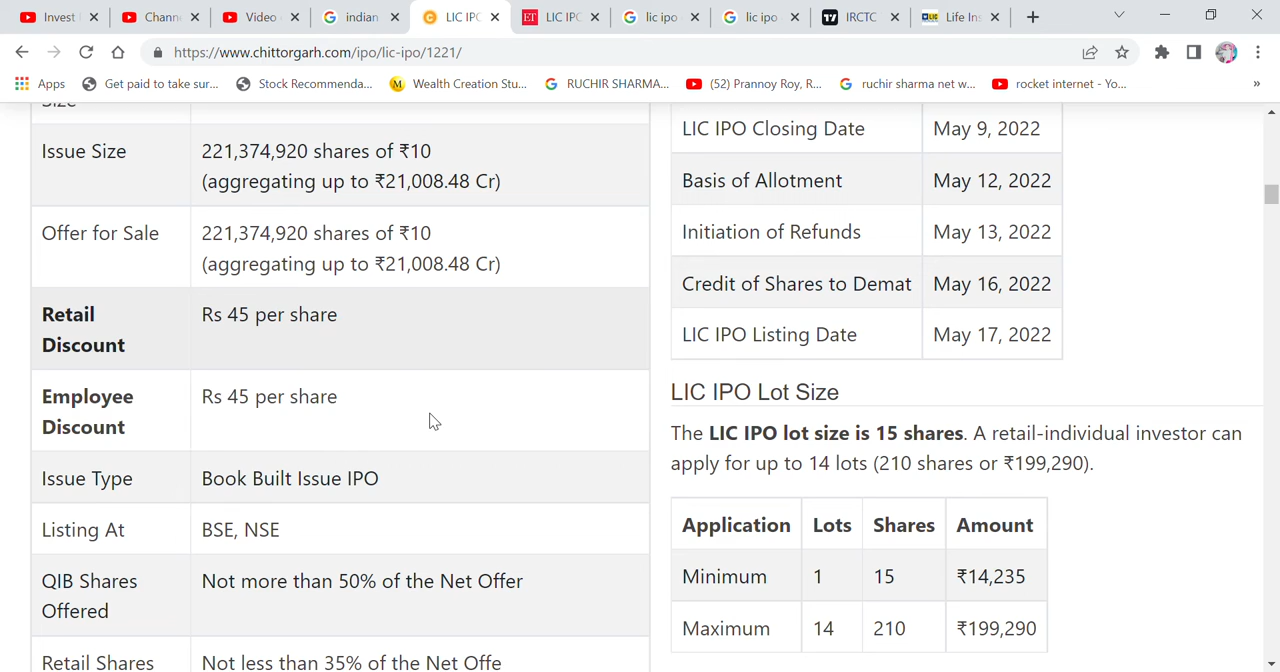 Invest
Chann
Video
indian
LIC IPO
LIC IPO
lic ipo
lic ipo
IRCTC
Life Ins
https://www.chittorgarh.com/ipo/lic-ipo/1221/
Apps
Get paid to take sur...
Stock Recommenda...
Wealth Creation Stu...
RUCHIR SHARMA...
(52) Prannoy Roy, R...
ruchir sharma net w...
rocket internet - Yo...
»
Size
Issue Size
221,374,920 shares of ₹10
(aggregating up to ₹21,008.48 Cr)
Offer for Sale
221,374,920 shares of ₹10
(aggregating up to ₹21,008.48 Cr)
Retail
Discount
Rs 45 per share
Employee
Discount
Rs 45 per share
Issue Type
Book Built Issue IPO
Listing At
BSE, NSE
QIB Shares
Offered
Not more than 50% of the Net Offer
Retail Shares
Not less than 35% of the Net Offe
LIC IPO Closing Date
May 9, 2022
Basis of Allotment
May 12, 2022
Initiation of Refunds
May 13, 2022
Credit of Shares to Demat
May 16, 2022
LIC IPO Listing Date
May 17, 2022
LIC IPO Lot Size
The LIC IPO lot size is 15 shares. A retail-individual investor can
apply for up to 14 lots (210 shares or ₹199,290).
Application Lots Shares Amount
Minimum 1 15 ₹14,235
Maximum 14 210 ₹199,290